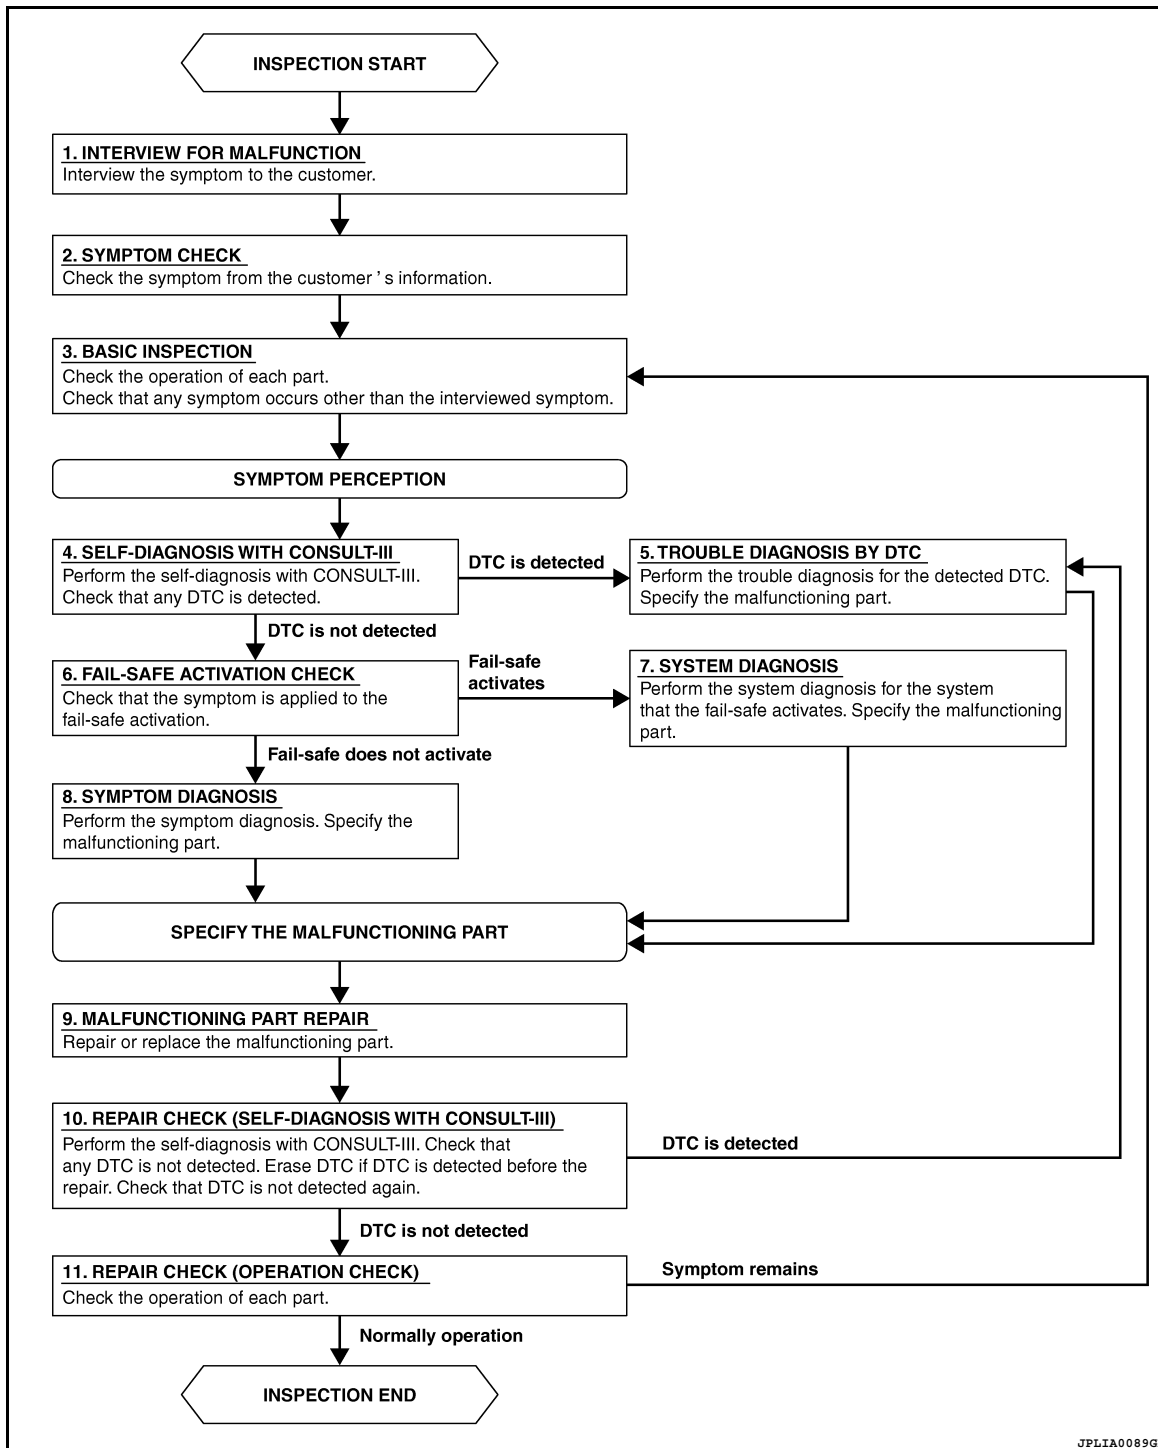 INSPECTION START
1. INTERVIEW FOR MALFUNCTION
Interview the symptom to the customer.
2. SYMPTOM CHECK
Check the symptom from the customer ’ s information.
3. BASIC INSPECTION
Check the operation of each part.
Check that any symptom occurs other than the interviewed symptom.
SYMPTOM PERCEPTION
4. SELF-DIAGNOSIS WITH CONSULT-III
Perform the self-diagnosis with CONSULT-III.
Check that any DTC is detected.
DTC is detected
5. TROUBLE DIAGNOSIS BY DTC
Perform the trouble diagnosis for the detected DTC.
Specify the malfunctioning part.
DTC is not detected
6. FAIL-SAFE ACTIVATION CHECK
Check that the symptom is applied to the
fail-safe activation.
Fail-safe
activates
7. SYSTEM DIAGNOSIS
Perform the system diagnosis for the system
that the fail-safe activates. Specify the malfunctioning
part.
Fail-safe does not activate
8. SYMPTOM DIAGNOSIS
Perform the symptom diagnosis. Specify the
malfunctioning part.
SPECIFY THE MALFUNCTIONING PART
9. MALFUNCTIONING PART REPAIR
Repair or replace the malfunctioning part.
10. REPAIR CHECK (SELF-DIAGNOSIS WITH CONSULT-III)
Perform the self-diagnosis with CONSULT-III. Check that
any DTC is not detected. Erase DTC if DTC is detected before the
repair. Check that DTC is not detected again.
DTC is detected
DTC is not detected
11. REPAIR CHECK (OPERATION CHECK)
Check the operation of each part.
Symptom remains
Normally operation
INSPECTION END
JPLIA0089G